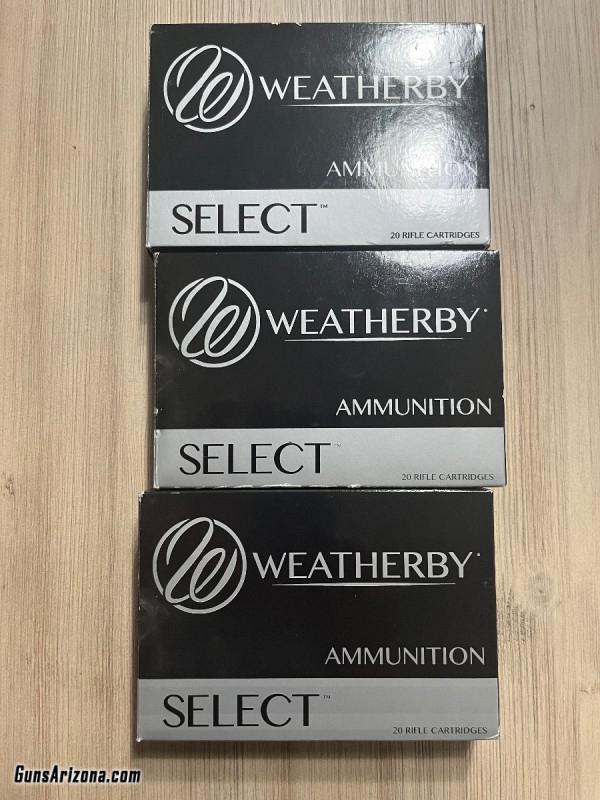 WEATHERBY
AMMUNITION
SELECT™
20 RIFLE CARTRIDGES
WEATHERBY®
AMMUNITION
SELECT™
20 RIFLE CARTRIDGES
WEATHERBY®
AMMUNITION
SELECT™
20 RIFLE CARTRIDGES
GunsArizona.com